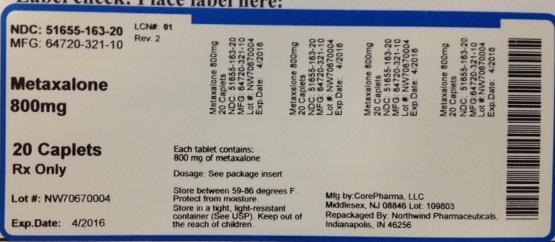 Label check. Place label here:
NDC: 51655-163-20
MFG: 64720-321-10
LCN#: 01
Rev. 2
Metaxalone
800mg
20 Caplets
Rx Only
Lot #: NW70670004
Exp.Date: 4/2016
Metaxalone 800mg
20 Caplets
NDC: 51655-163-20
MFG: 64720-321-10
Lot #: NW70670004
Exp.Date: 4/2016
Metaxalone 800mg
20 Caplets
NDC: 51655-163-20
MFG: 64720-321-10
Lot #: NW70670004
Exp.Date: 4/2016
Metaxalone 800mg
20 Caplets
NDC: 51655-163-20
MFG: 64720-321-10
Lot #: NW70670004
Exp.Date: 4/2016
Metaxalone 800mg
20 Caplets
NDC: 51655-163-20
MFG: 64720-321-10
Lot #: NW70670004
Exp.Date: 4/2016
Each tablet contains:
800 mg of metaxalone
Dosage: See package insert
Store between 59-86 degrees F.
Protect from moisture.
Store in a tight, light-resistant
container (See USP). Keep out of
the reach of children.
Mfg by:CorePharma, LLC
Middlesex, NJ 08846 Lot: 109803
Repackaged By: Northwind Pharmaceuticals,
Indianapolis, IN 46256